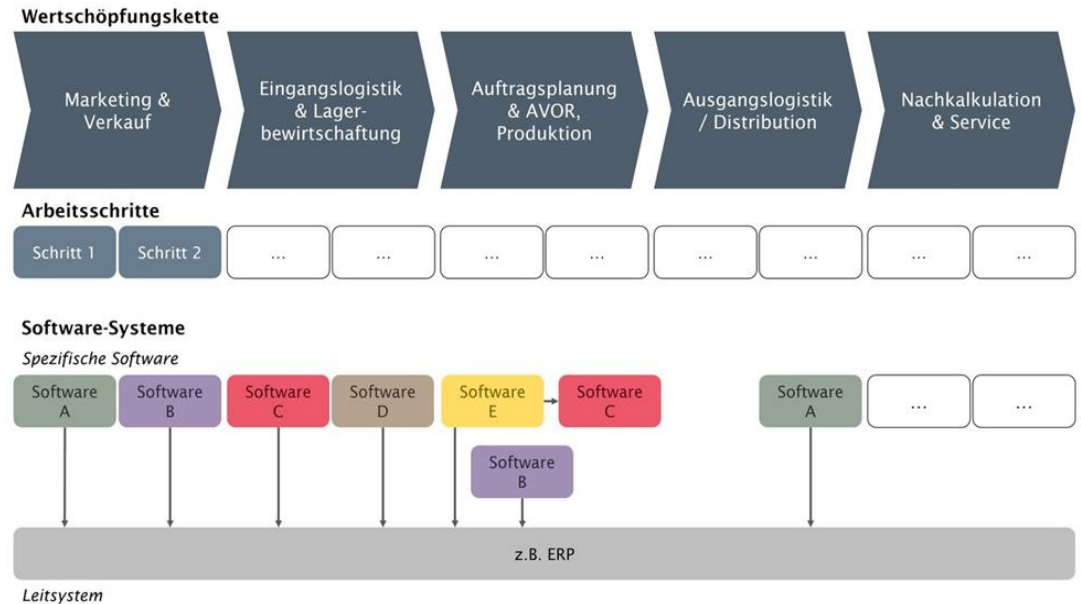 Wertschöpfungskette
Marketing &
Verkauf
Eingangslogistik
& Lager-
bewirtschaftung
Auftragsplanung
& AVOR,
Produktion
Ausgangslogistik
/ Distribution
Nachkalkulation
& Service
Arbeitsschritte
Schritt 1
Schritt 2
...
...
...
...
...
...
...
...
Software-Systeme
Spezifische Software
Software
A
Software
B
Software
C
Software
D
Software
E
Software
C
Software
A
...
...
Software
B
z.B. ERP
Leitsystem